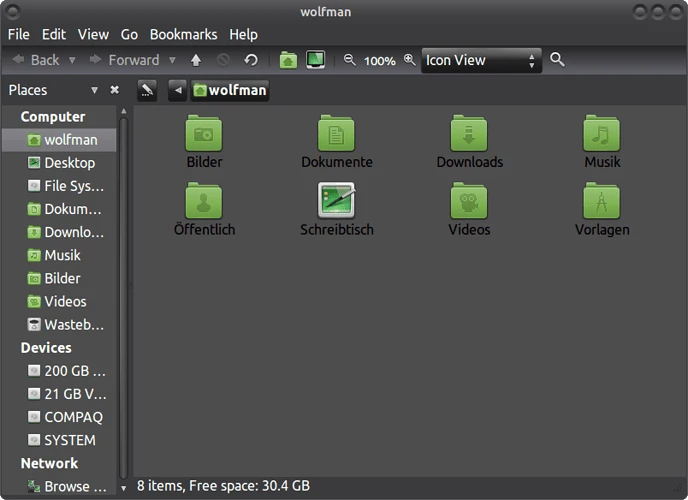 wolfman
File Edit View Go Bookmarks Help
Back Forward 100% Icon View
Places wolfman
Computer
wolfman
Desktop
File Sys...
Dokum...
Downlo...
Musik
Bilder
Videos
Wasteb...
Devices
200 GB ...
21 GB V...
COMPAQ
SYSTEM
Network
Browse ...
Bilder Dokumente Downloads Musik
Öffentlich Schreibtisch Videos Vorlagen
8 items, Free space: 30.4 GB